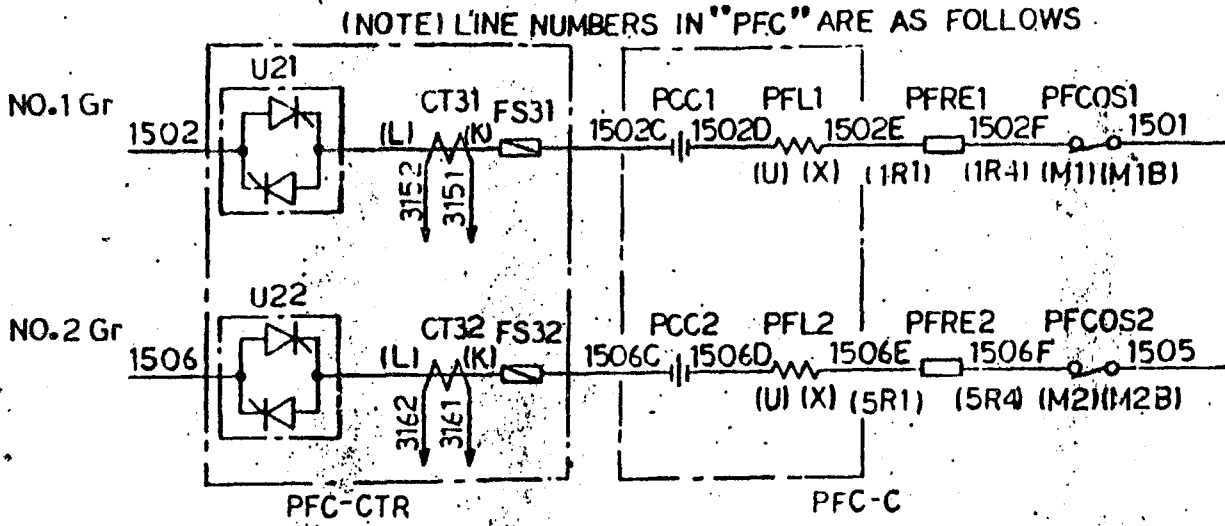 (NOTE) LINE NUMBERS IN "PFC" ARE AS FOLLOWS
U21
NO.1 Gr
CT31 FS31
PCC1 PFL1 PFRE1 PFCOS1
1502 (L) (K) 1502C 1502D 1502E 1502F 1501
3152 3151
(U) (X) (1R1) (1R4) (M1) (M1B)
U22
NO.2 Gr
CT32 FS32
PCC2 PFL2 PFRE2 PFCOS2
1506 (L) (K) 1506C 1506D 1506E 1506F 1505
3162 3161
(U) (X) (5R1) (5R4) (M2) (M2B)
PFC-CTR PFC-C